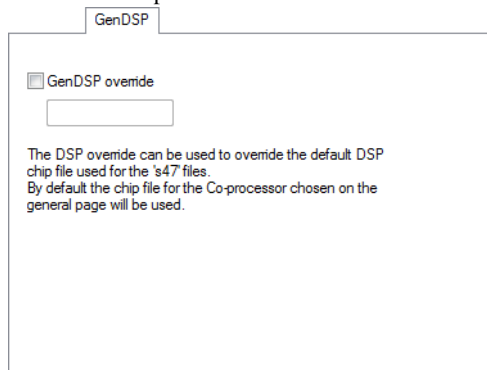 GenDSP
GenDSP override
The DSP override can be used to override the default DSP
chip file used for the 's47' files.
By default the chip file for the Co-processor chosen on the
general page will be used.